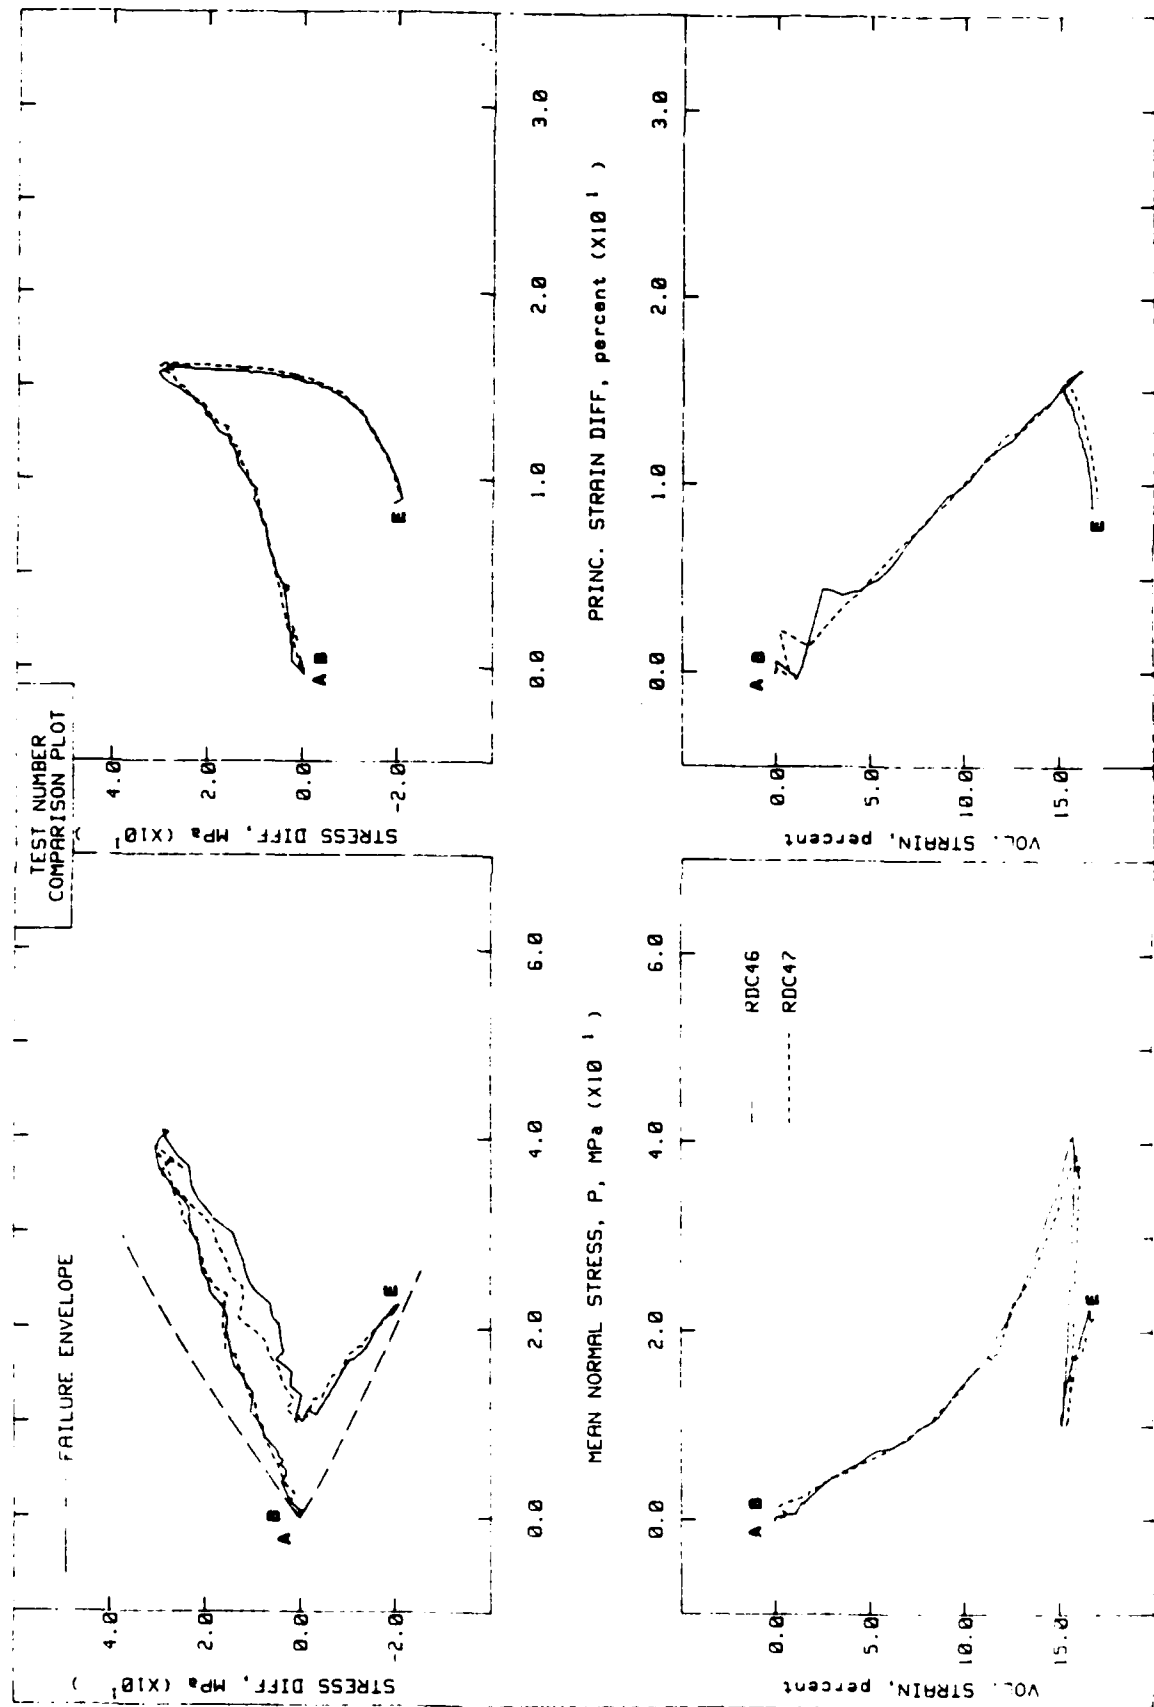 TEST NUMBER
COMPARISON PLOT
—— - - FAILURE ENVELOPE
STRESS DIFF, MPa (X10¹ )
4.0
2.0
0.0
-2.0
A B
E
0.0
2.0
4.0
6.0
MEAN NORMAL STRESS, P, MPa (X10 ¹ )
STRESS DIFF, MPa (X10¹ )
4.0
2.0
0.0
-2.0
A B
E
0.0
1.0
2.0
3.0
PRINC. STRAIN DIFF, percent (X10 ¹ )
VOL. STRAIN, percent
0.0
5.0
10.0
15.0
A B
E
0.0
2.0
4.0
6.0
RDC46
RDC47
VOL. STRAIN, percent
0.0
5.0
10.0
15.0
A B
E
0.0
1.0
2.0
3.0